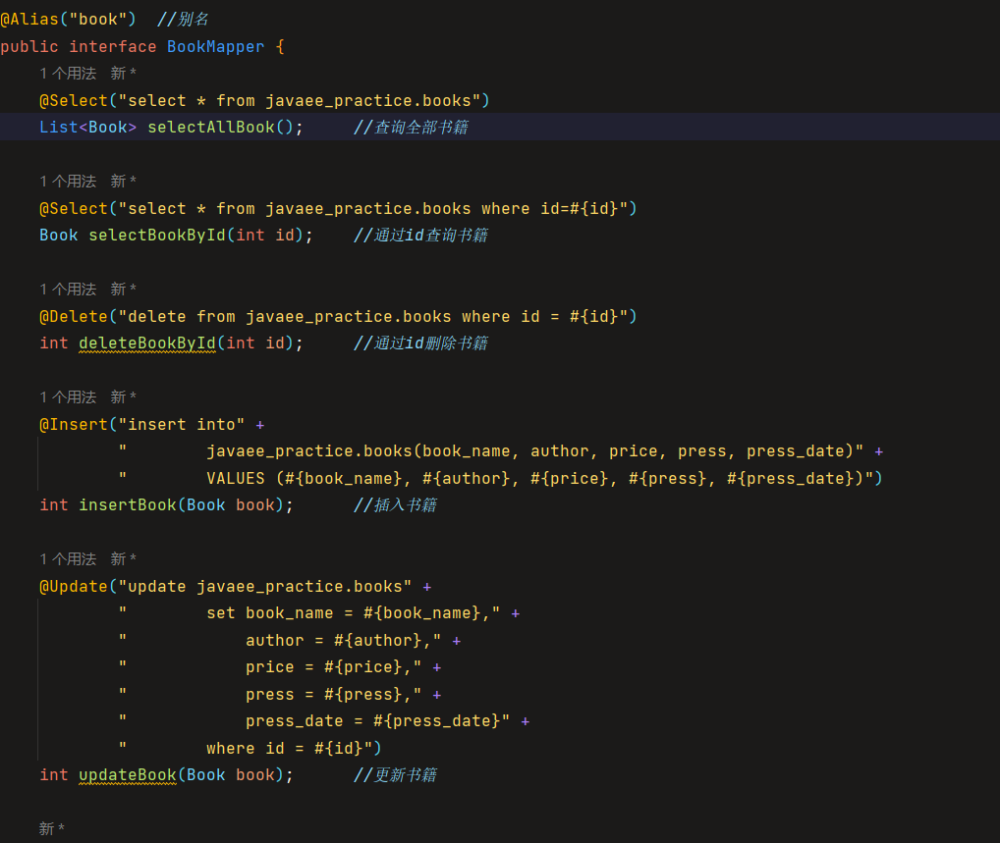 @Alias("book")  //别名
public interface BookMapper {
1个用法  新 *
@Select("select * from javaee_practice.books")
List<Book> selectAllBook();     //查询全部书籍
1个用法  新 *
@Select("select * from javaee_practice.books where id=#{id}")
Book selectBookById(int id);    //通过id查询书籍
1个用法  新 *
@Delete("delete from javaee_practice.books where id = #{id}")
int deleteBookById(int id);     //通过id删除书籍
1个用法  新 *
@Insert("insert into" +
"        javaee_practice.books(book_name, author, price, press, press_date)" +
"        VALUES (#{book_name}, #{author}, #{price}, #{press}, #{press_date})")
int insertBook(Book book);      //插入书籍
1个用法  新 *
@Update("update javaee_practice.books" +
"        set book_name = #{book_name}," +
"            author = #{author}," +
"            price = #{price}," +
"            press = #{press}," +
"            press_date = #{press_date}" +
"        where id = #{id}")
int updateBook(Book book);      //更新书籍
新 *